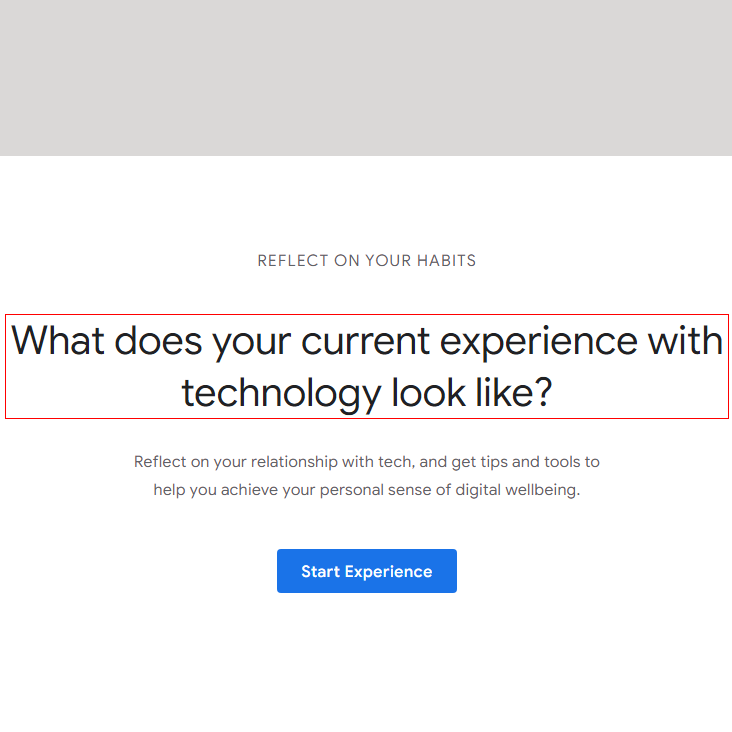 REFLECT ON YOUR HABITS
What does your current experience with
technology look like?
Reflect on your relationship with tech, and get tips and tools to
help you achieve your personal sense of digital wellbeing.
Start Experience